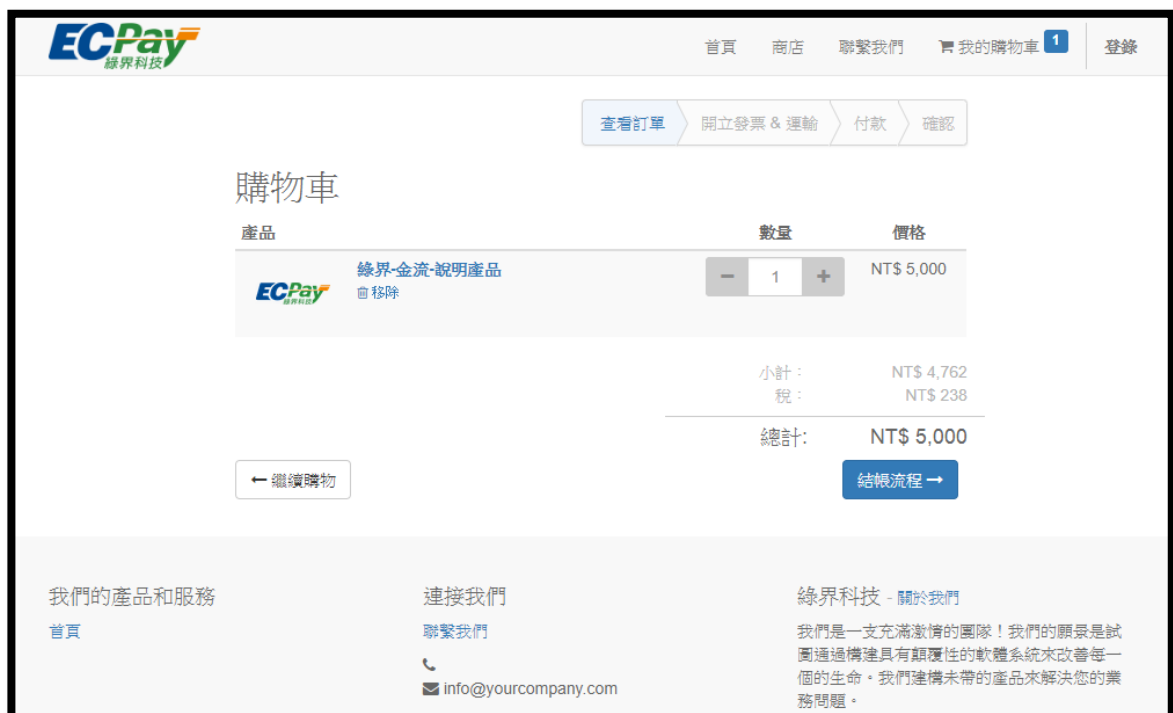 ECPay
綠界科技
首頁 商店 聯繫我們 我的購物車 1 登錄
查看訂單 開立發票 & 運輸 付款 確認
購物車
產品 數量 價格
綠界-金流-說明產品 - 1 + NT$ 5,000
移除
ECPay
綠界科技
小計： NT$ 4,762
稅： NT$ 238
總計: NT$ 5,000
←繼續購物 結帳流程→
我們的產品和服務
首頁
連接我們
聯繫我們
info@yourcompany.com
綠界科技 - 關於我們
我們是一支充滿激情的團隊！我們的願景是試
圖通過構建具有顛覆性的軟體系統來改善每一
個的生命。我們建構未帶的產品來解決您的業
務問題。